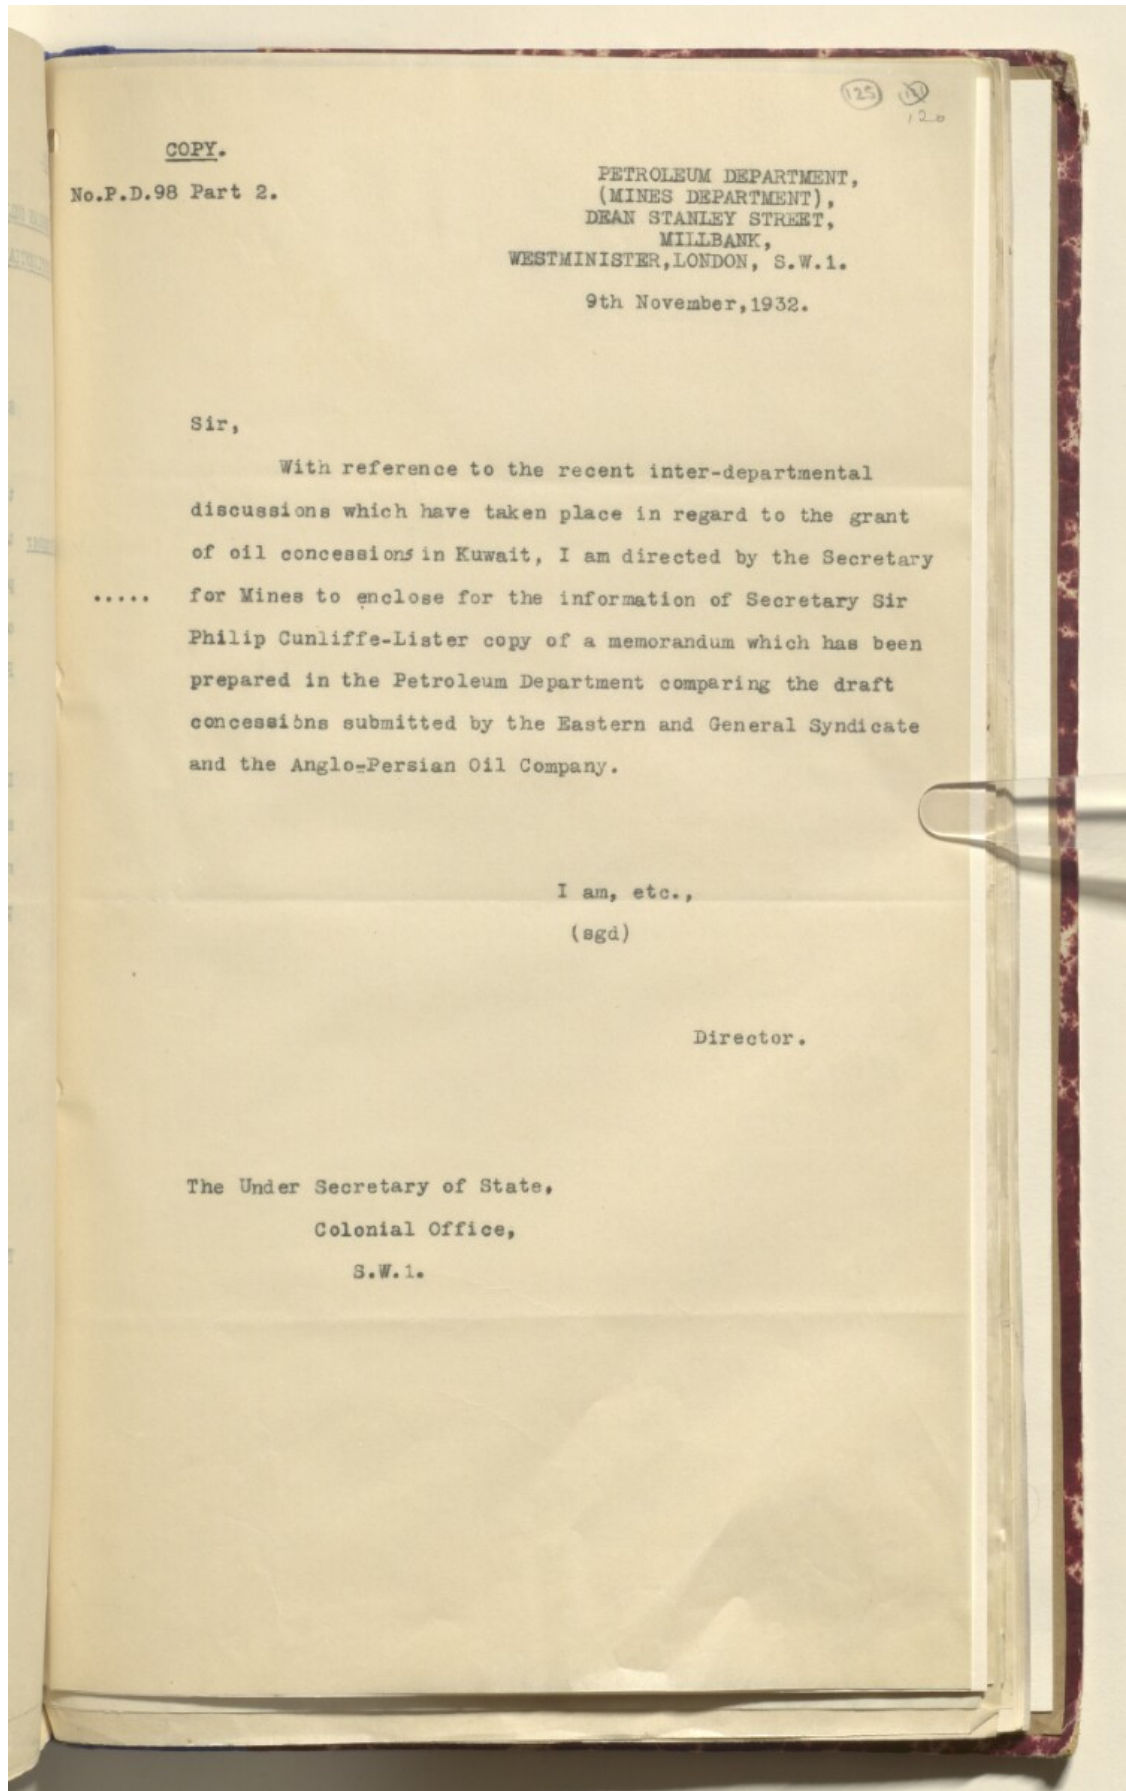 125
120
COPY.
No.P.D.98 Part 2.
PETROLEUM DEPARTMENT,
(MINES DEPARTMENT),
DEAN STANLEY STREET,
MILLBANK,
WESTMINISTER,LONDON, S.W.1.
9th November,1932.
Sir,
With reference to the recent inter-departmental
discussions which have taken place in regard to the grant
of oil concessions in Kuwait, I am directed by the Secretary
..... for Mines to enclose for the information of Secretary Sir
Philip Cunliffe-Lister copy of a memorandum which has been
prepared in the Petroleum Department comparing the draft
concessions submitted by the Eastern and General Syndicate
and the Anglo-Persian Oil Company.
I am, etc.,
(sgd)
Director.
The Under Secretary of State,
Colonial Office,
S.W.1.